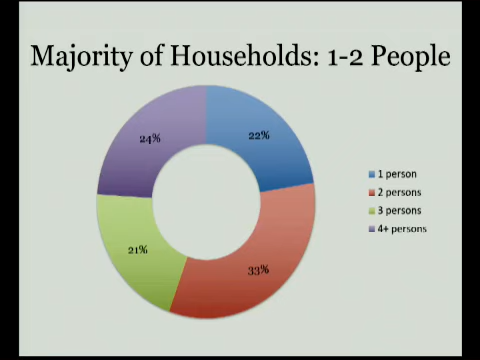 Majority of Households: 1-2 People
24%
22%
1 person
2 persons
3 persons
4+ persons
21%
33%